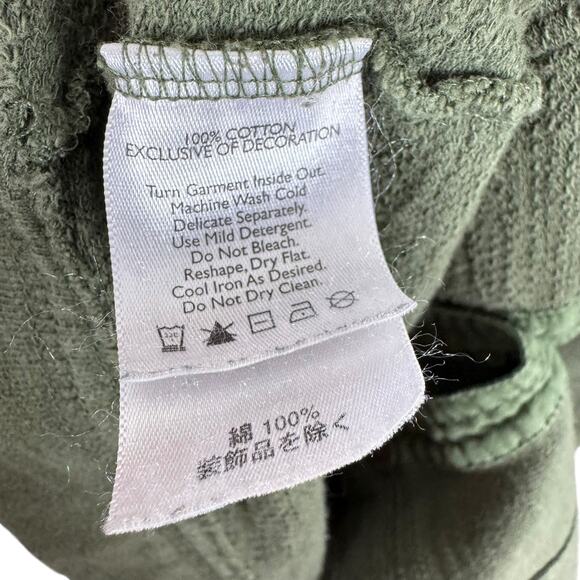 100% COTTON
EXCLUSIVE OF DECORATION
Turn Garment Inside Out.
Machine Wash Cold
Delicate Separately.
Use Mild Detergent.
Do Not Bleach.
Reshape, Dry Flat.
Cool Iron as Desired.
Do Not Dry Clean.
綿 100%
装飾品を除く